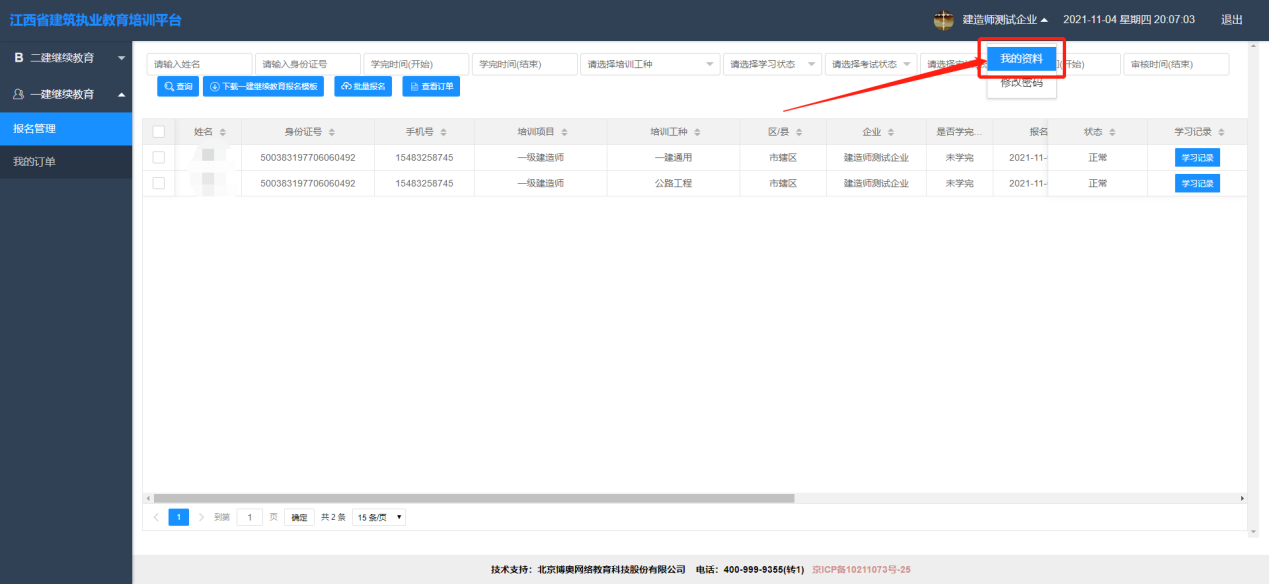 江西省建筑执业教育培训平台
建造师测试企业 2021-11-04 星期四 20:07:03 退出
B 二建继续教育
一建继续教育
报名管理
我的订单
我的资料
修改密码
请输入姓名 请输入身份证号 学完时间(开始) 学完时间(结束) 请选择培训工种 请选择学习状态 请选择考试状态 开始) 审核时间(结束)
查询 下载一建继续教育报名模板 批量报名 查看订单
姓名 身份证号 手机号 培训项目 培训工种 区/县 企业 是否学完... 报名 状态 学习记录
500383197706060492 15483258745 一级建造师 一建通用 市辖区 建造师测试企业 未学完 2021-11- 正常 学习记录
500383197706060492 15483258745 一级建造师 公路工程 市辖区 建造师测试企业 未学完 2021-11- 正常 学习记录
1 到第 1 页 确定 共 2 条 15 条/页
技术支持：北京博奥网络教育科技股份有限公司 电话：400-999-9355(转1) 京ICP备10211073号-25